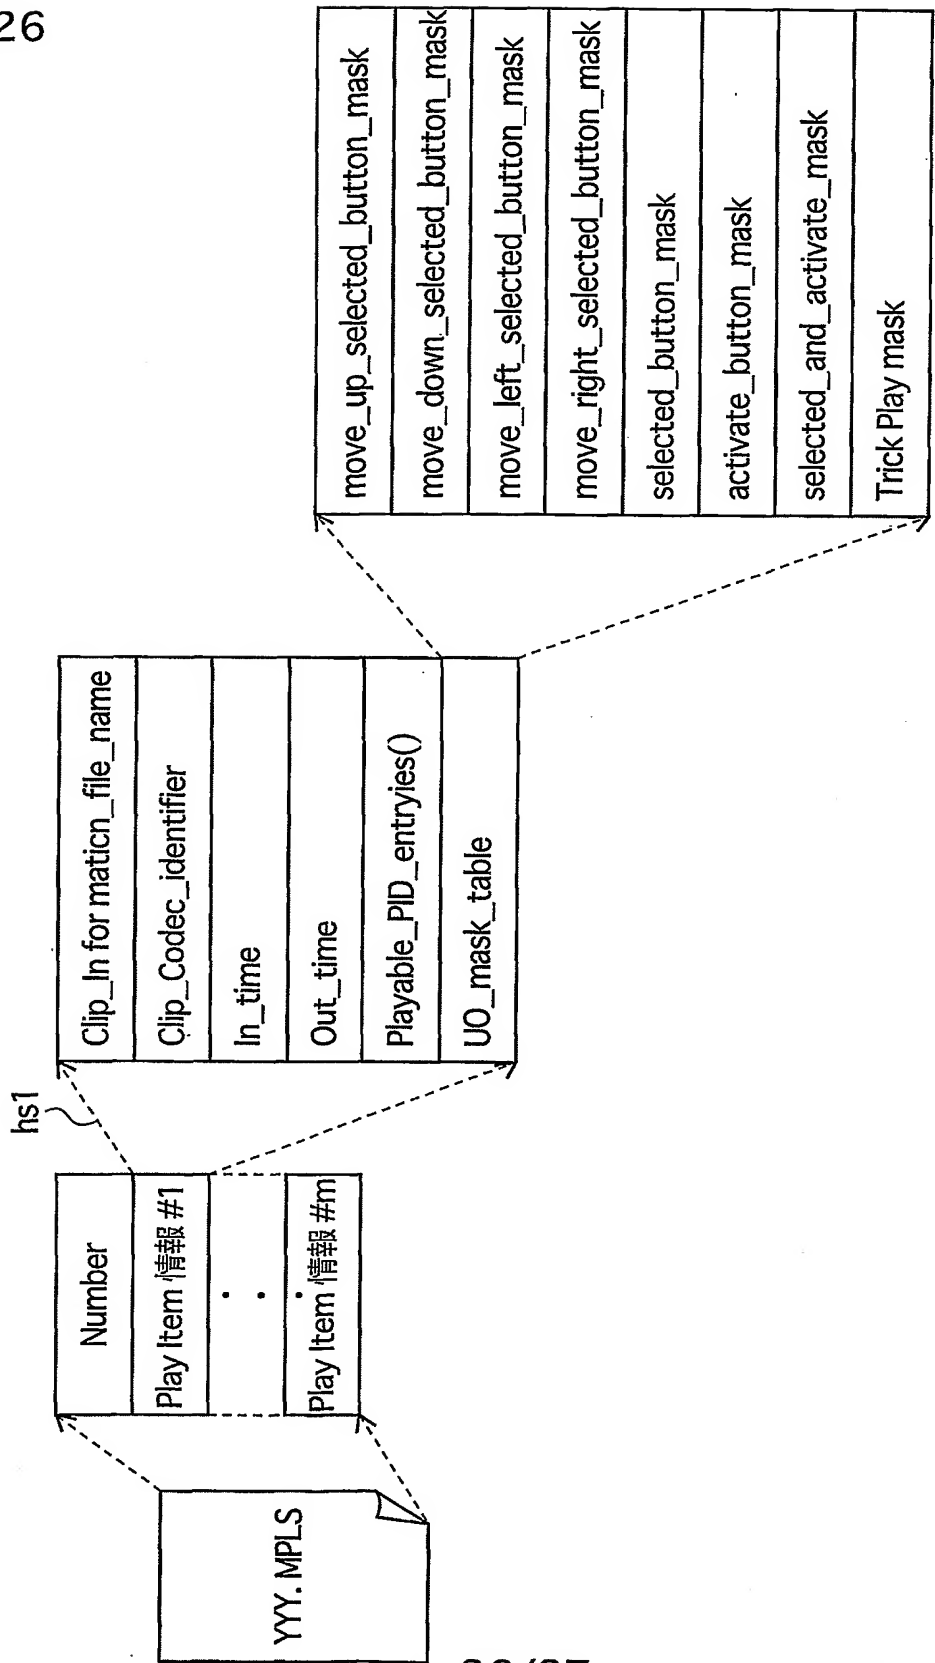 26
YYY. MPLS
Number
Play Item 情報 #1
Play Item 情報 #m
hs1
Clip_In for maticn_file_name
Clip_Codec_identifier
In_time
Out_time
Playable_PID_entryies()
UO_mask_table
move_up_selected_button_mask
move_down_selected_button_mask
move_left_selected_button_mask
move_right_selected_button_mask
selected_button_mask
activate_button_mask
selected_and_activate_mask
Trick Play mask